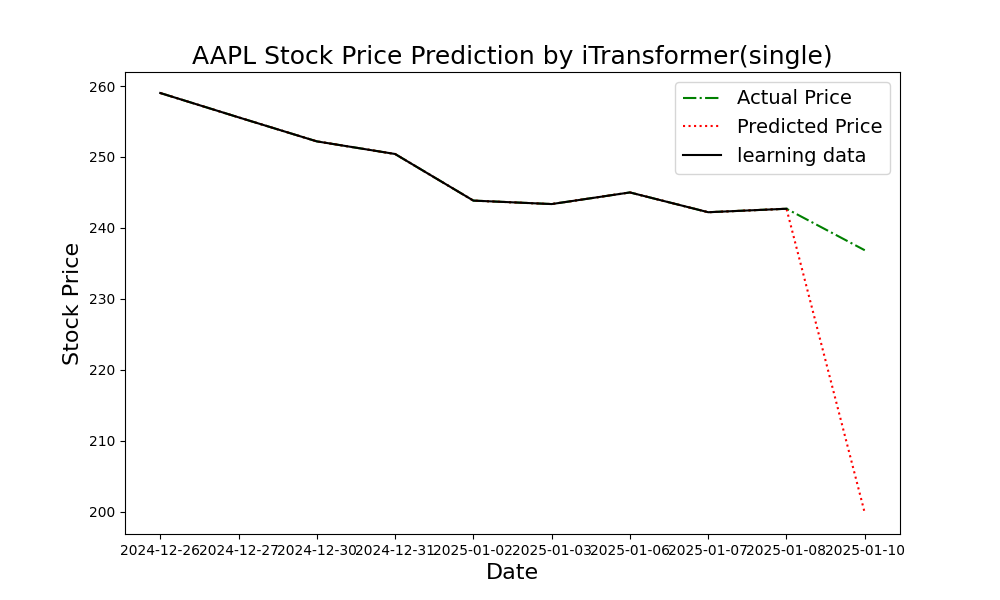 AAPL Stock Price Prediction by iTransformer(single)
Actual Price
Predicted Price
learning data
260
250
240
230
220
210
200
Stock Price
2024-12-26 2024-12-27 2024-12-30 2024-12-31 2025-01-02 2025-01-03 2025-01-06 2025-01-07 2025-01-08 2025-01-10
Date